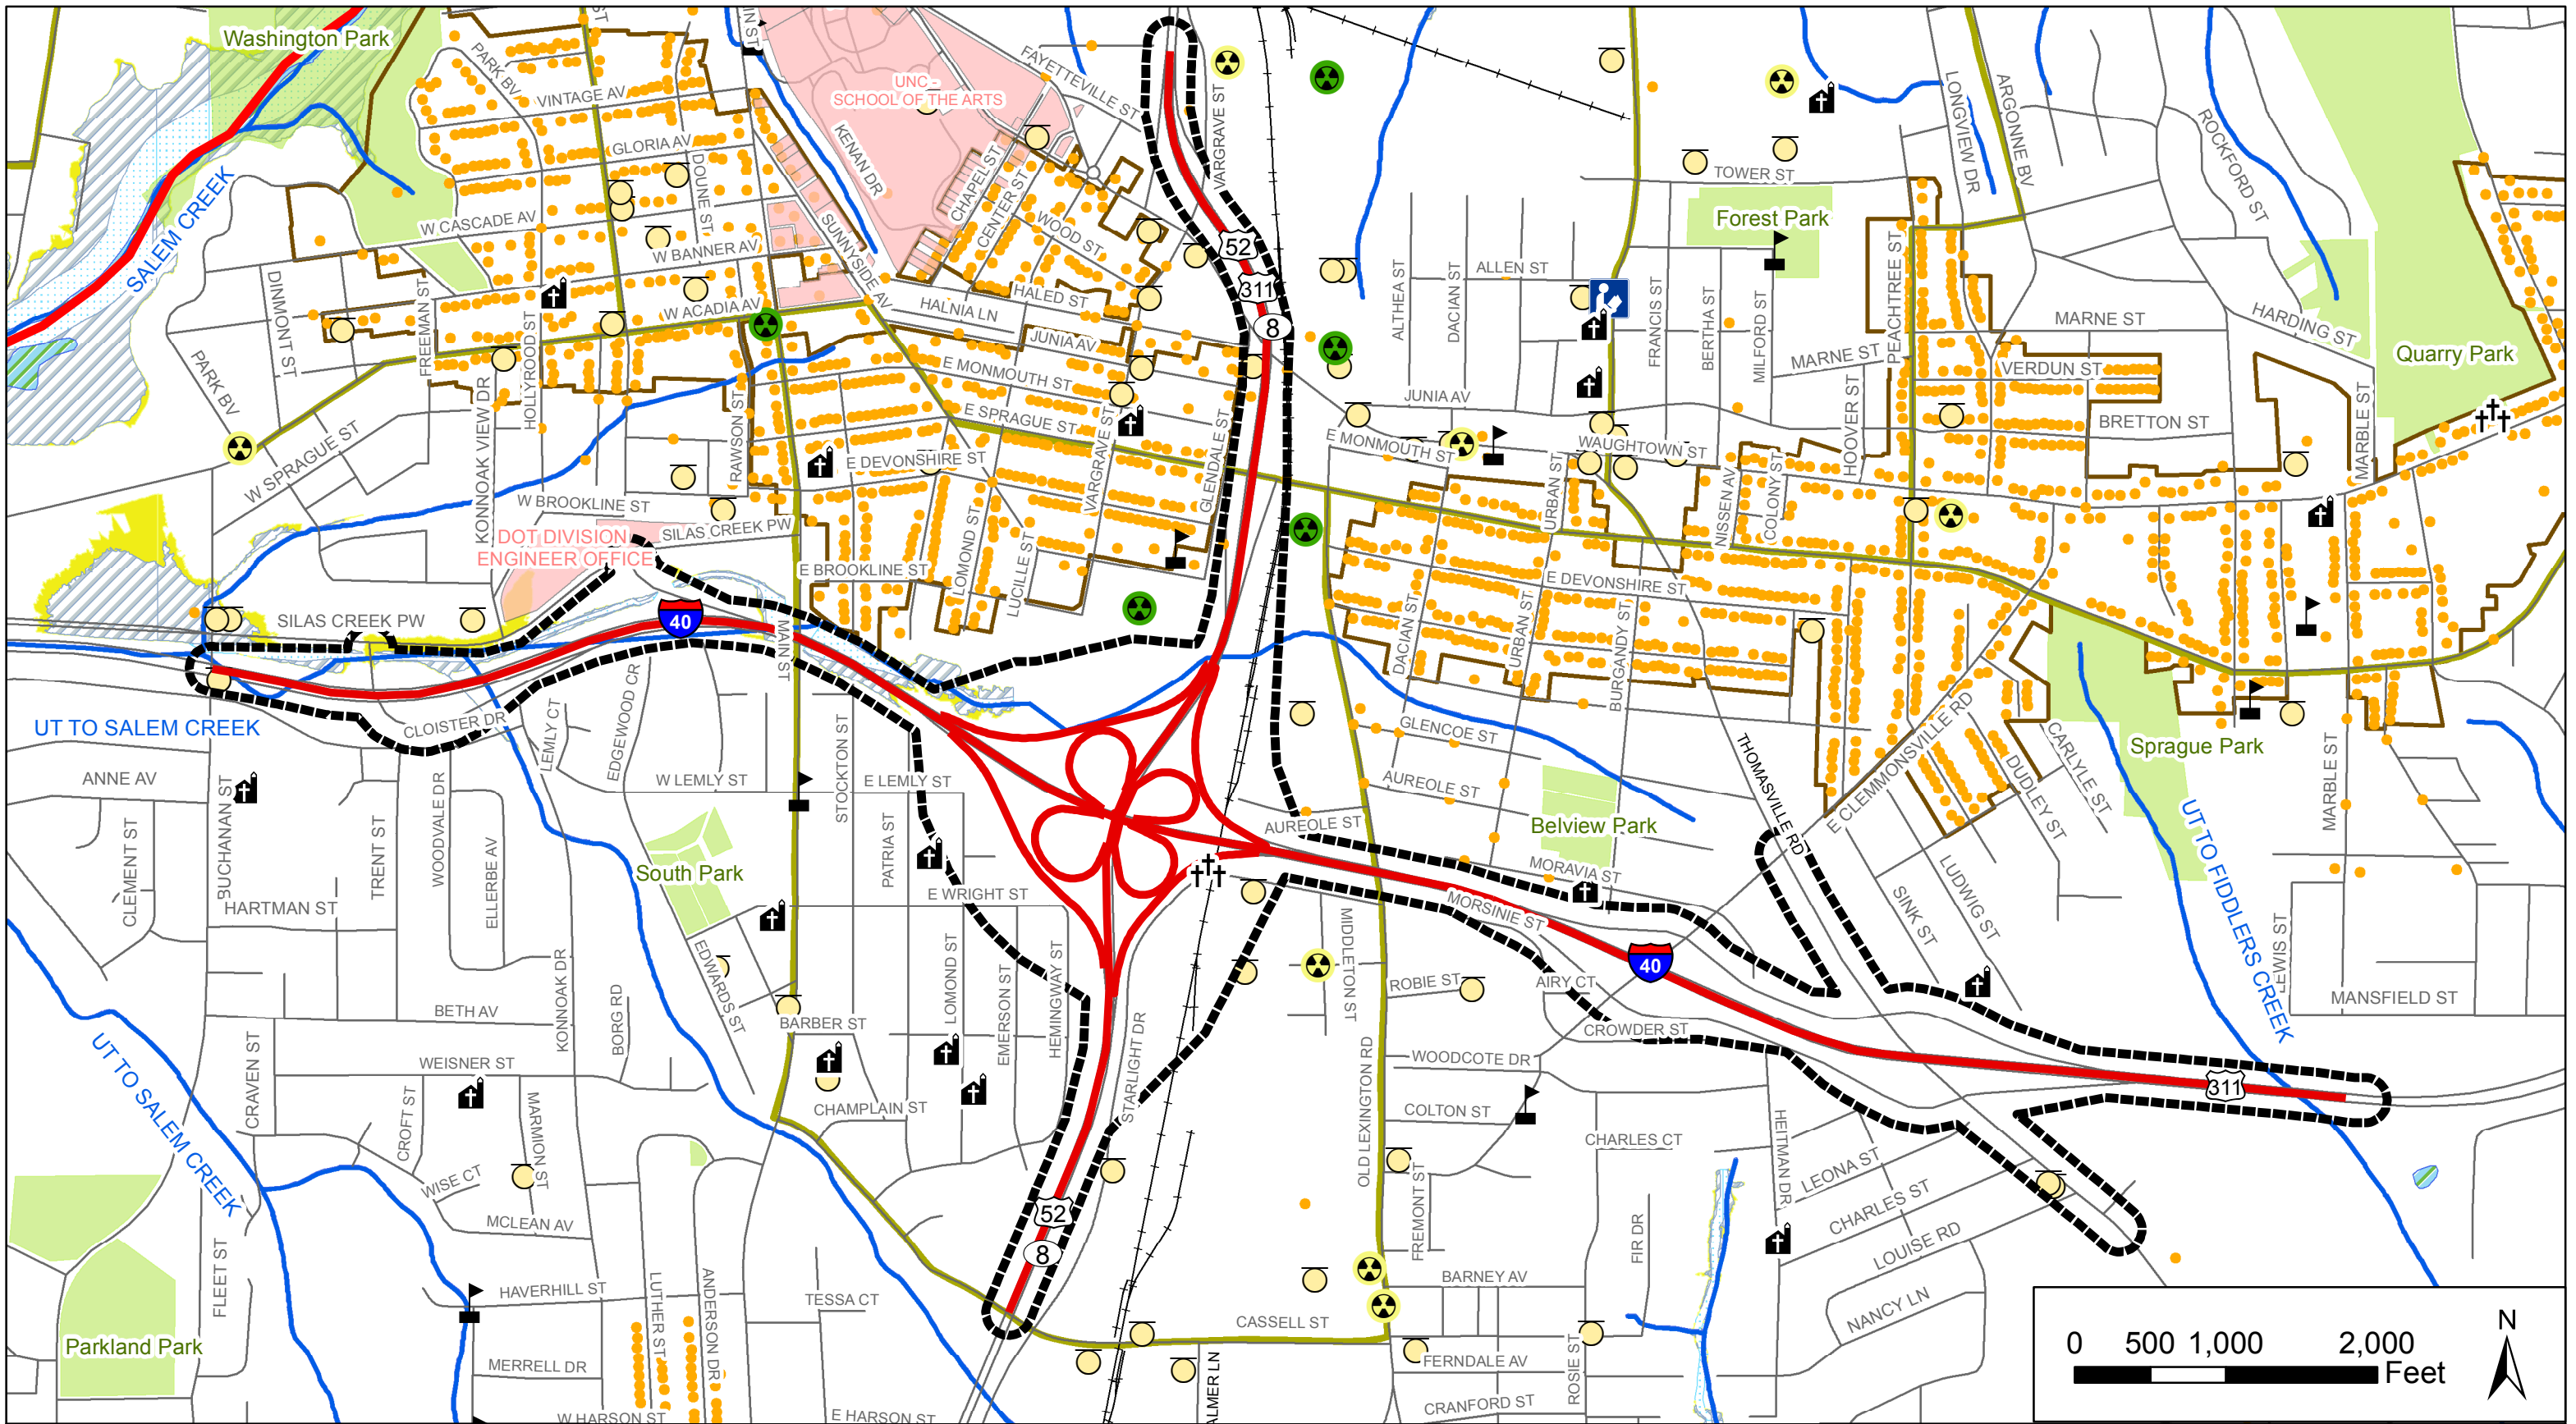 Washington Park
PARK BV
VINTAGE AV
GLORIA AV
DOUNE ST
UNC -
SCHOOL OF THE ARTS
FAYETTEVILLE ST
KENAN DR
CHAPEL ST
CENTER ST
WOOD ST
VARGRAVE ST
SALEM CREEK
W CASCADE AV
W BANNER AV
SUNNYSIDE AV
52
311
8
TOWER ST
Forest Park
LONGVIEW DR
ARGONNE BV
ROCKFORD ST
HARDING ST
Quarry Park
DINMONT ST
FREEMAN ST
HOLLYROOD ST
W ACADIA AV
HALNIA LN
HALED ST
JUNIA AV
E MONMOUTH ST
E SPRAGUE ST
ALTHEA ST
DACIAN ST
ALLEN ST
FRANCIS ST
BERTHA ST
MILFORD ST
PEACHTREE ST
MARNE ST
MARNE ST
VERDUN ST
BRETTON ST
HOOVER ST
MARBLE ST
PARK BV
W SPRAGUE ST
KONNOAK VIEW DR
RAWSON ST
E DEVONSHIRE ST
VARGRAVE ST
GLENDALE ST
JUNIA AV
E MONMOUTH ST
WAUGHTOWN ST
URBAN ST
NISSEN AV
COLONY ST
W BROOKLINE ST
SILAS CREEK PW
DOT DIVISION
ENGINEER OFFICE
E BROOKLINE ST
LOMOND ST
LUCILLE ST
E DEVONSHIRE ST
DACIAN ST
URBAN ST
BURGANDY ST
SILAS CREEK PW
40
MAIN ST
UT TO SALEM CREEK
CLOISTER DR
LEMLY CT
EDGEWOOD CR
STOCKTON ST
GLENCOE ST
THOMASVILLE RD
E CLEMMONSVILLE RD
DUDLEY ST
CARLYLE ST
Sprague Park
MARBLE ST
ANNE AV
BUCHANAN ST
CLEMENT ST
TRENT ST
WOODVALE DR
ELLERBE AV
W LEMLY ST
E LEMLY ST
PATRIA ST
AUREOLE ST
AUREOLE ST
Belview Park
UT TO FIDDLERS CREEK
South Park
E WRIGHT ST
MORAVIA ST
MORSINIE ST
SINK ST
LUDWIG ST
LEWIS ST
HARTMAN ST
KONNOAK DR
EDWARDS ST
LOMOND ST
EMERSON ST
HEMINGWAY ST
MIDDLETON ST
40
ROBIE ST
AIRY CT
MANSFIELD ST
BETH AV
BORG RD
BARBER ST
STARLIGHT DR
OLD LEXINGTON RD
CROWDER ST
WOODCOTE DR
UT TO SALEM CREEK
CRAVEN ST
WEISNER ST
CROFT ST
MARMION ST
CHAMPLAIN ST
COLTON ST
CHARLES CT
HEITMAN DR
311
WISE CT
MCLEAN AV
52
8
FREMONT ST
FIR DR
LEONA ST
CHARLES ST
LOUISE RD
FLEET ST
HAVERHILL ST
LUTHER ST
ANDERSON DR
TESSA CT
BARNEY AV
NANCY LN
Parkland Park
CASSELL ST
MERRELL DR
FERNDALE AV
ROSIE ST
W HARSON ST
E HARSON ST
CRANFORD ST
0 500 1,000 2,000
Feet
N